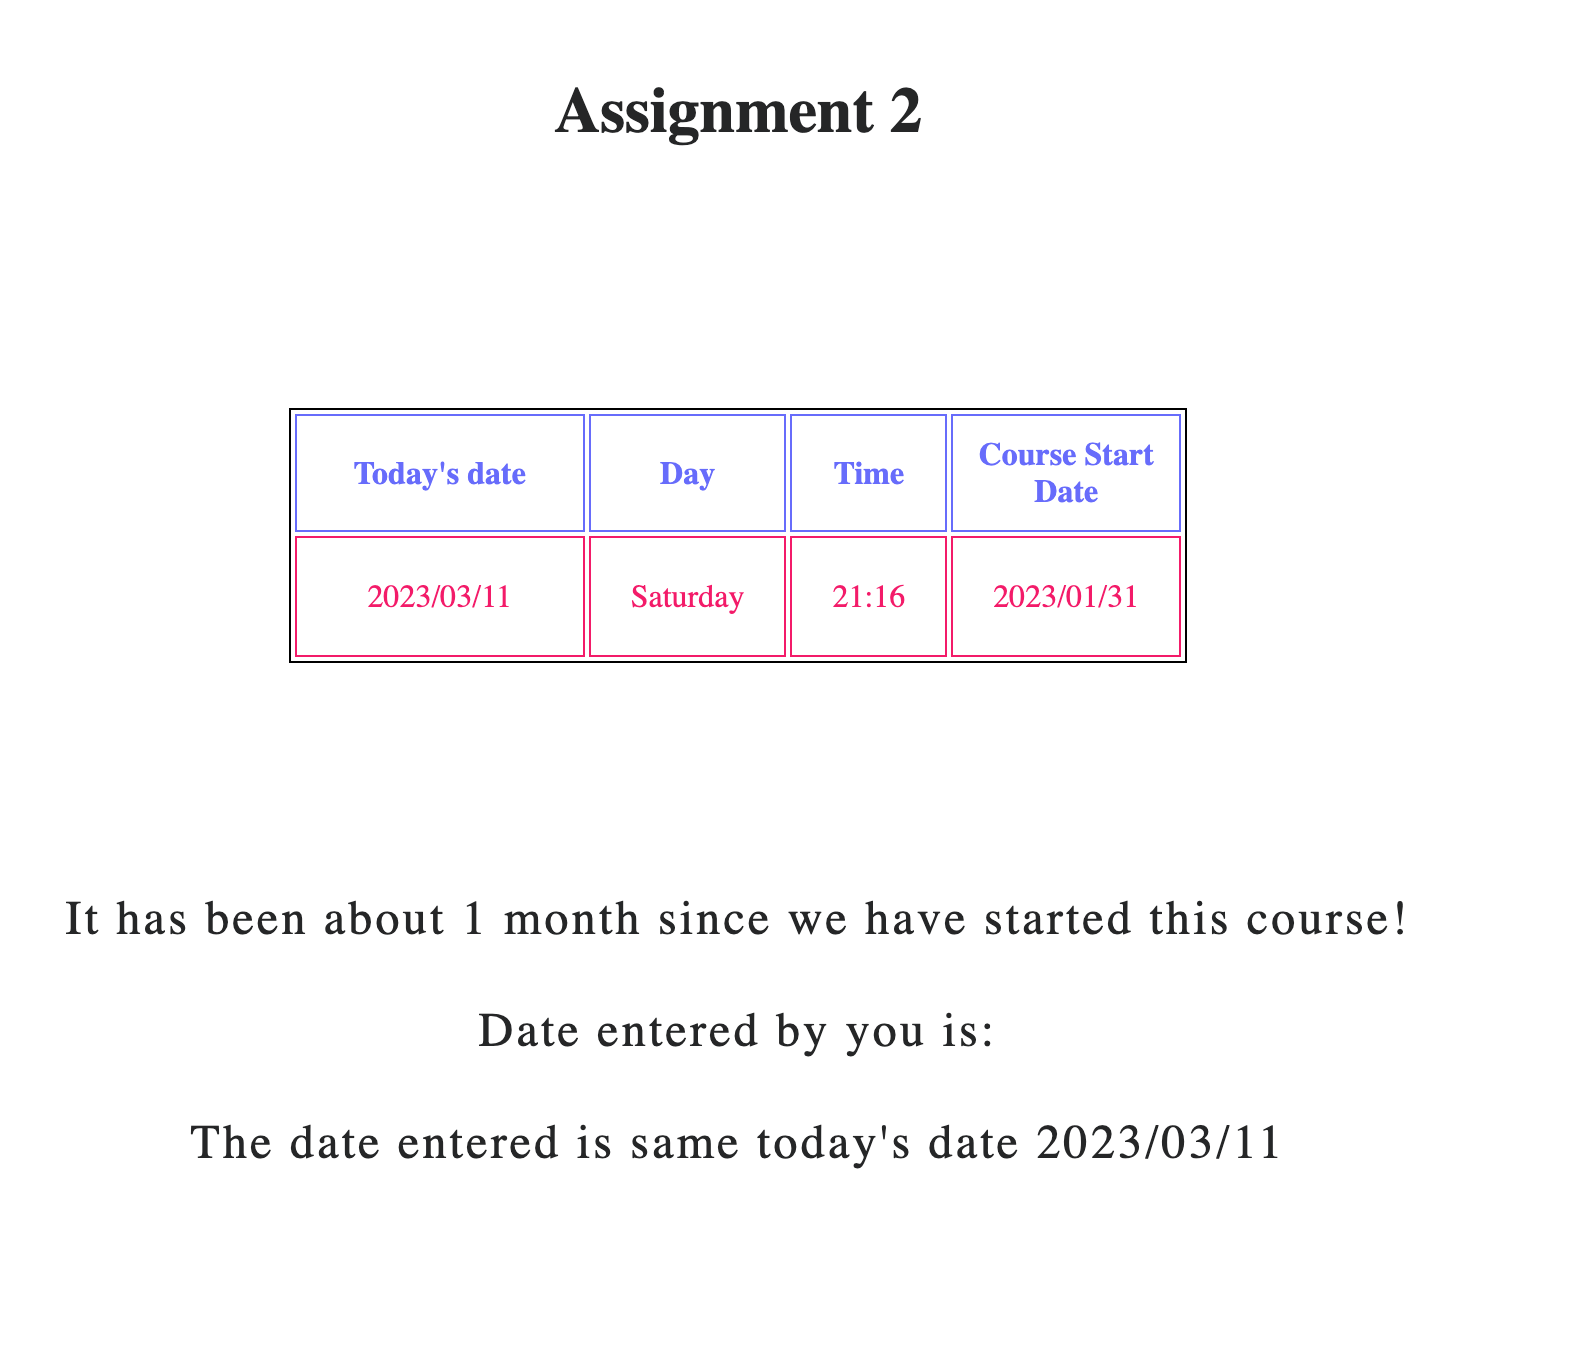 Assignment 2
Today's date Day Time Course Start Date
2023/03/11 Saturday 21:16 2023/01/31
It has been about 1 month since we have started this course!
Date entered by you is:
The date entered is same today's date 2023/03/11